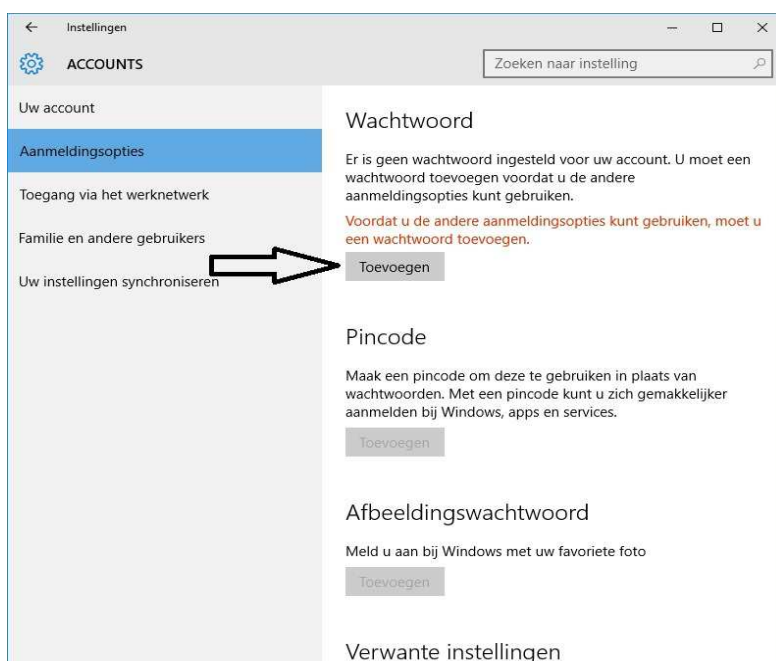 Instellingen
ACCOUNTS
Zoeken naar instelling
Uw account
Aanmeldingsopties
Toegang via het werknetwerk
Familie en andere gebruikers
Uw instellingen synchroniseren
Wachtwoord
Er is geen wachtwoord ingesteld voor uw account. U moet een
wachtwoord toevoegen voordat u de andere
aanmeldingsopties kunt gebruiken.
Voordat u de andere aanmeldingsopties kunt gebruiken, moet u
een wachtwoord toevoegen.
Toevoegen
Pincode
Maak een pincode om deze te gebruiken in plaats van
wachtwoorden. Met een pincode kunt u zich gemakkelijker
aanmelden bij Windows, apps en services.
Toevoegen
Afbeeldingswachtwoord
Meld u aan bij Windows met uw favoriete foto
Toevoegen
Verwante instellingen